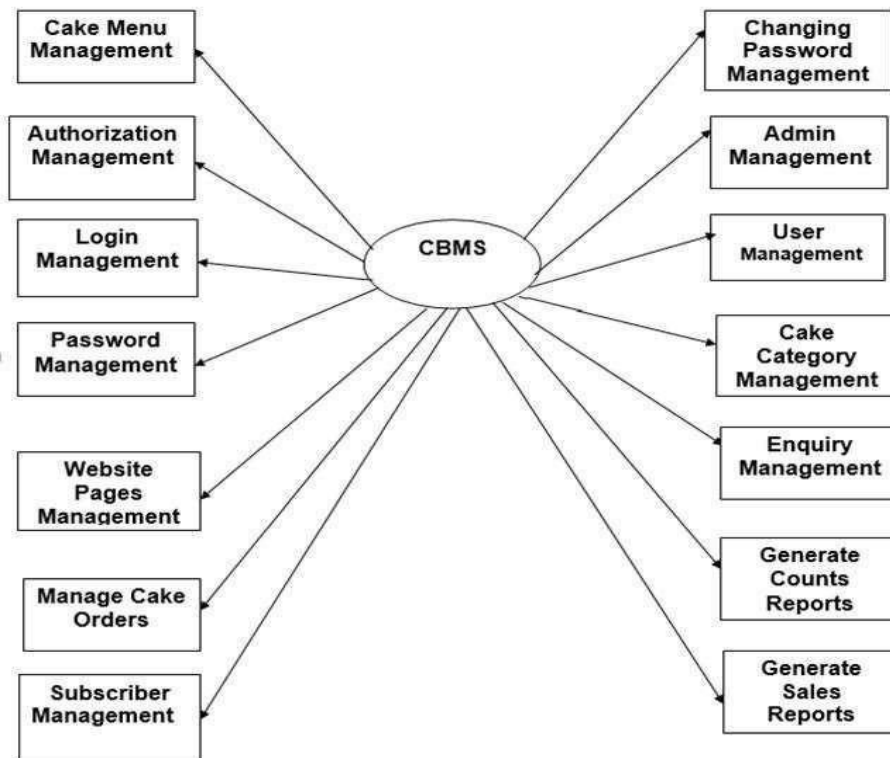 Cake Menu
Management
Authorization
Management
Login
Management
Password
Management
Website
Pages
Management
Manage Cake
Orders
Subscriber
Management
CBMS
Changing
Password
Management
Admin
Management
User
Management
Cake
Category
Management
Enquiry
Management
Generate
Counts
Reports
Generate
Sales
Reports